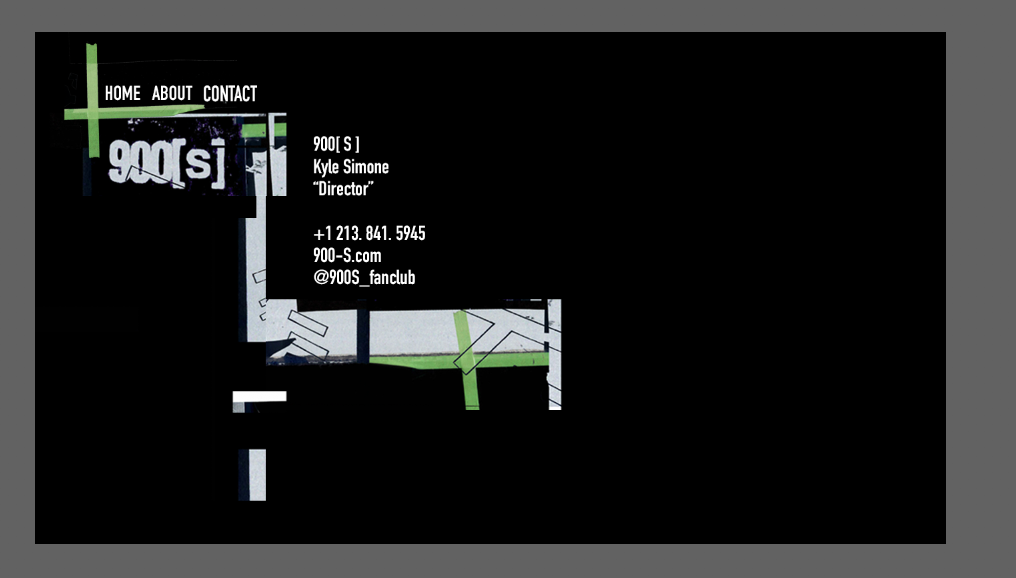 HOME ABOUT CONTACT
900[s]
900[ S ]
Kyle Simone
“Director”
+1 213. 841. 5945
900-S.com
@900S_fanclub